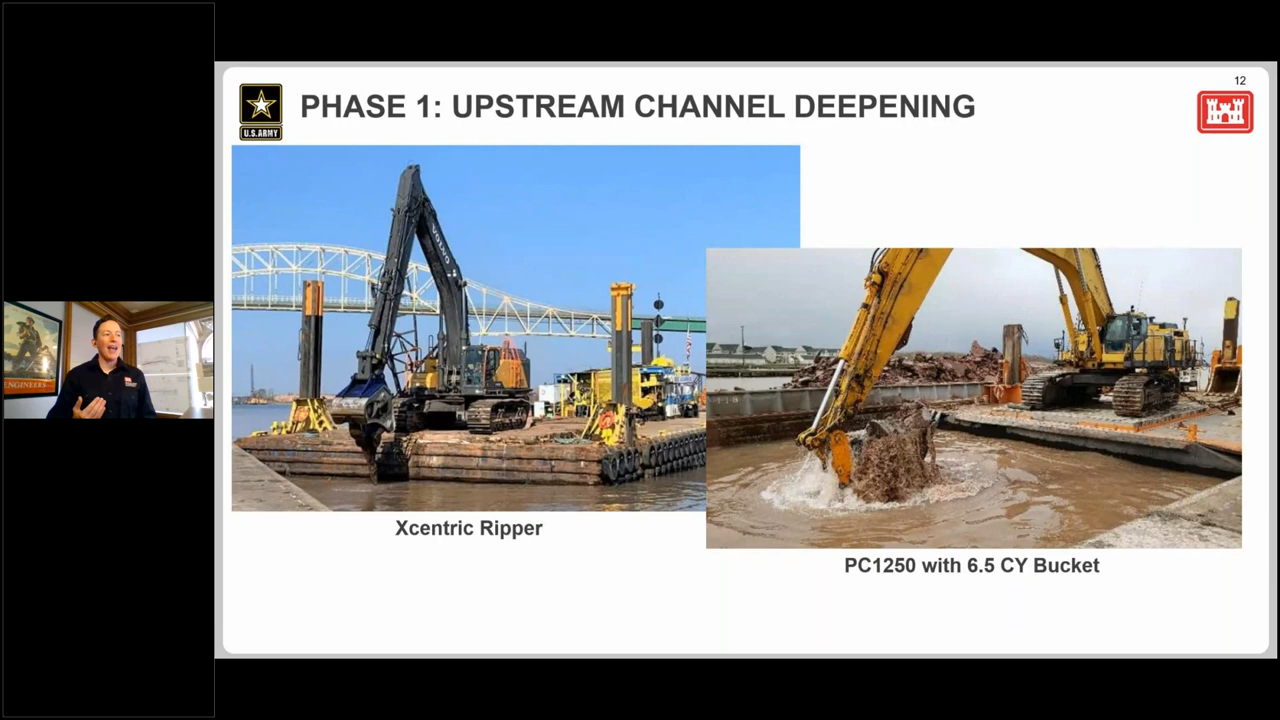 12
PHASE 1: UPSTREAM CHANNEL DEEPENING
U.S. ARMY
VOLVO
ENGINEERS
Xcentric Ripper
PC1250 with 6.5 CY Bucket